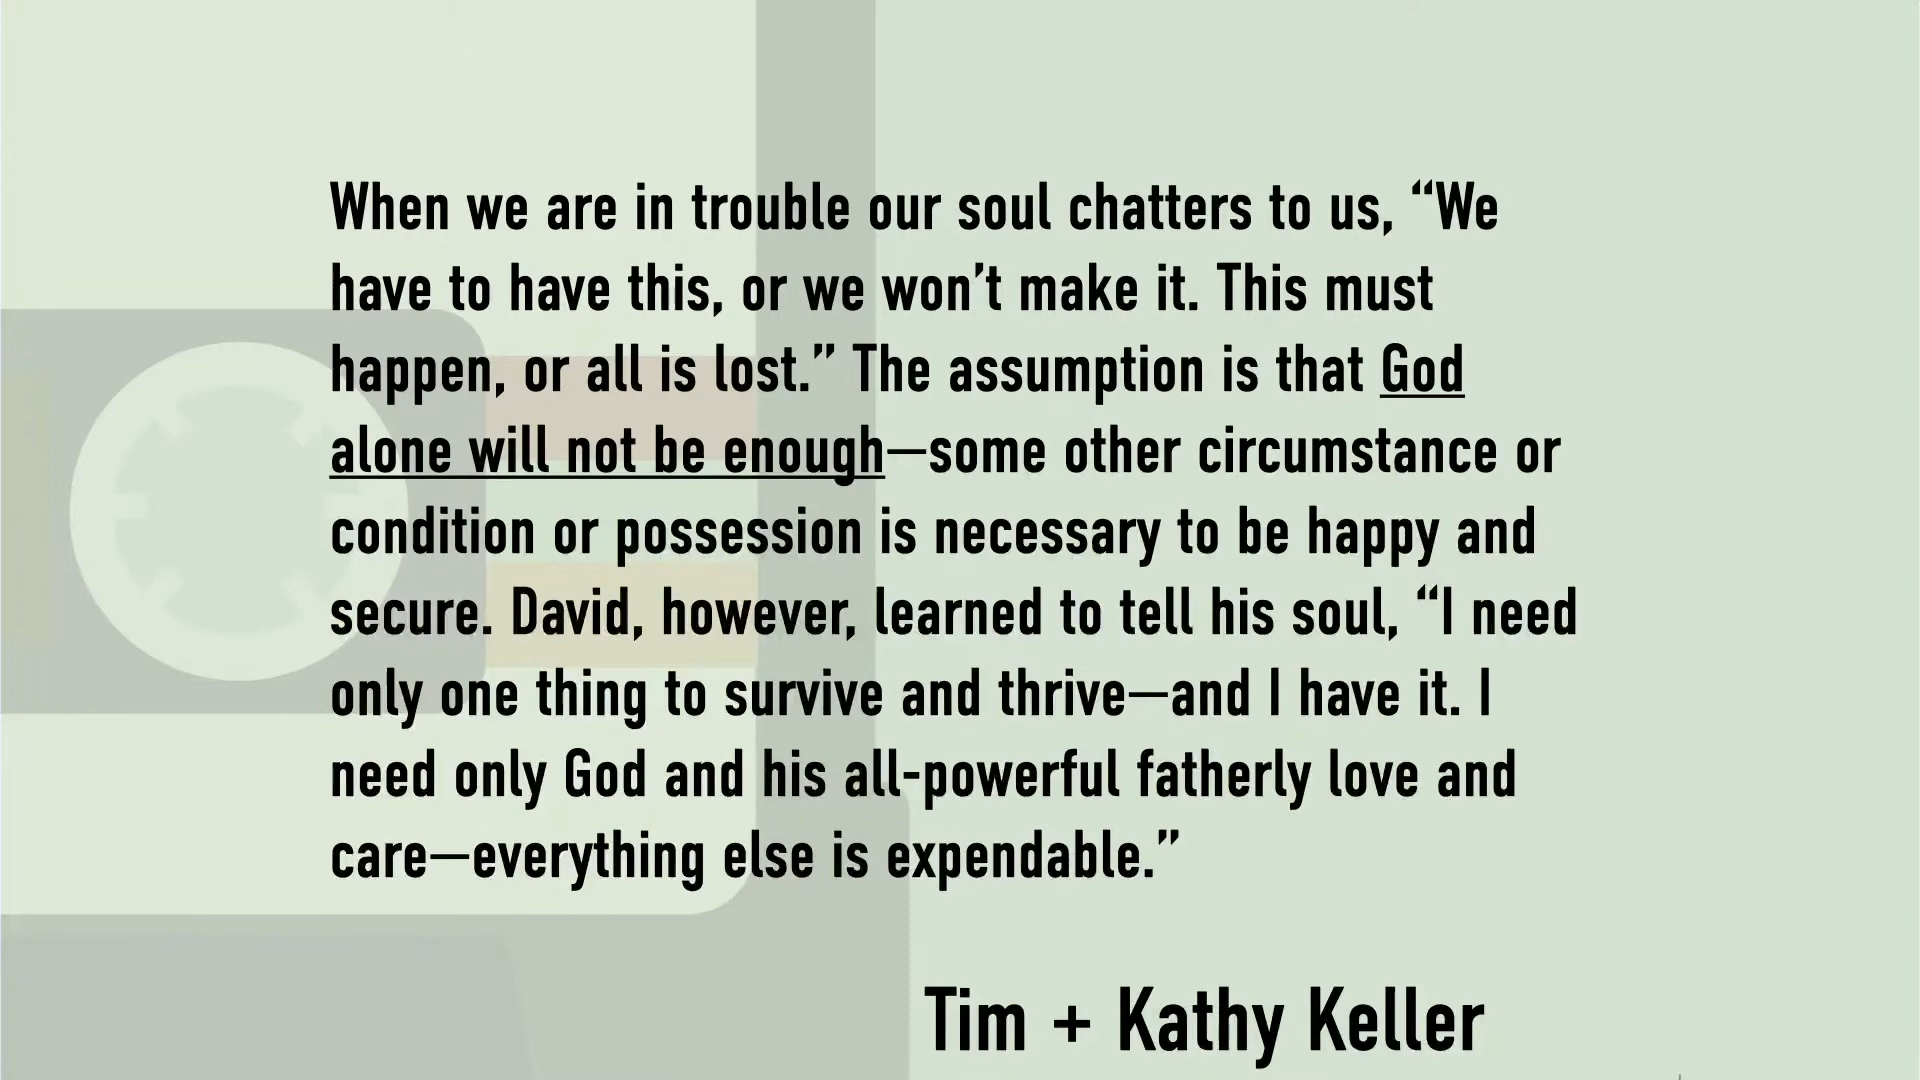 When we are in trouble our soul chatters to us, “We
have to have this, or we won’t make it. This must
happen, or all is lost.” The assumption is that God
alone will not be enough—some other circumstance or
condition or possession is necessary to be happy and
secure. David, however, learned to tell his soul, “I need
only one thing to survive and thrive—and I have it. I
need only God and his all-powerful fatherly love and
care—everything else is expendable.”
Tim + Kathy Keller